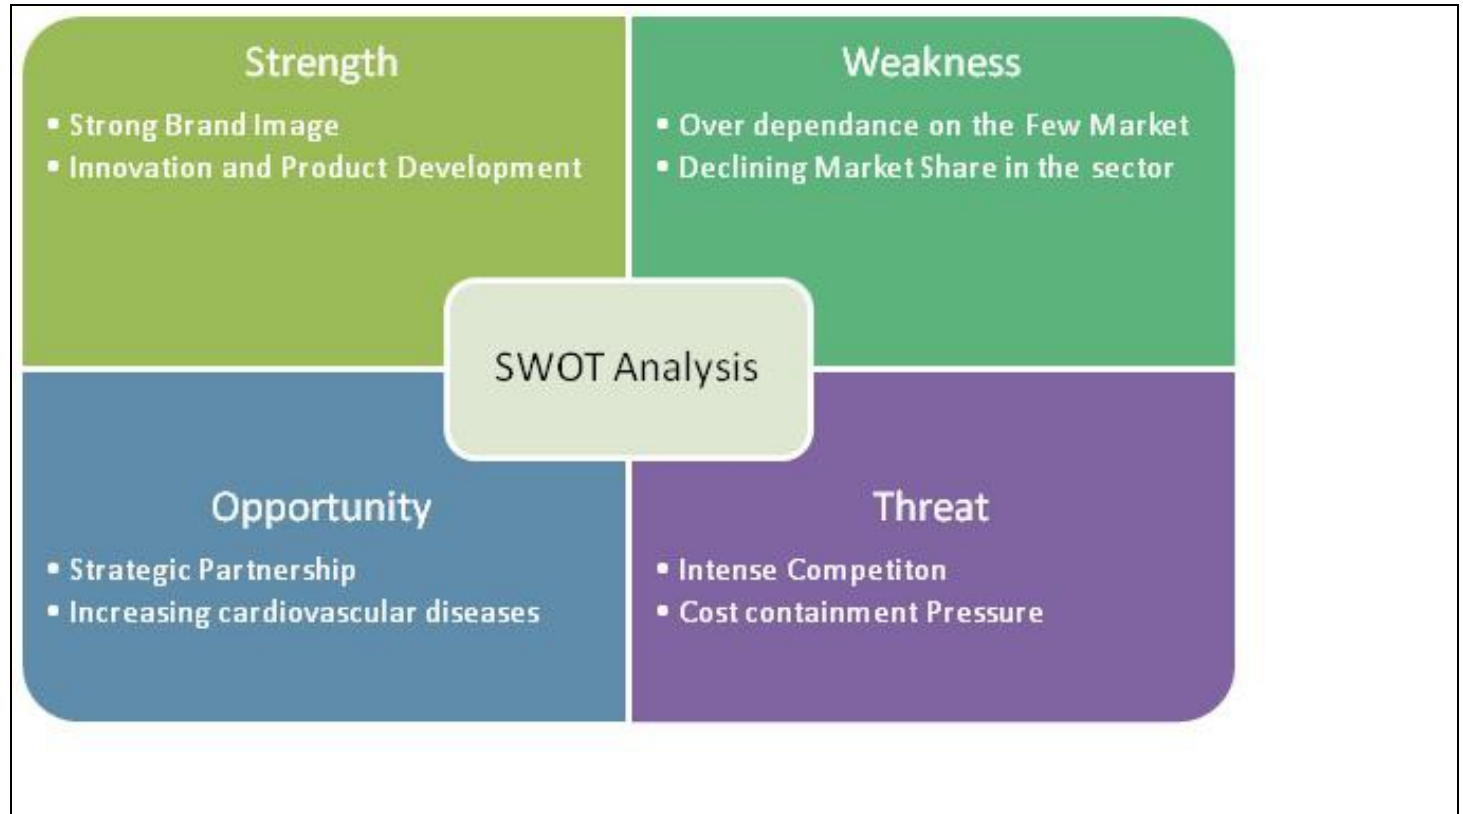 Strength
▪ Strong Brand Image
▪ Innovation and Product Development
Weakness
▪ Over dependance on the Few Market
▪ Declining Market Share in the sector
SWOT Analysis
Opportunity
▪ Strategic Partnership
▪ Increasing cardiovascular diseases
Threat
▪ Intense Competiton
▪ Cost containment Pressure